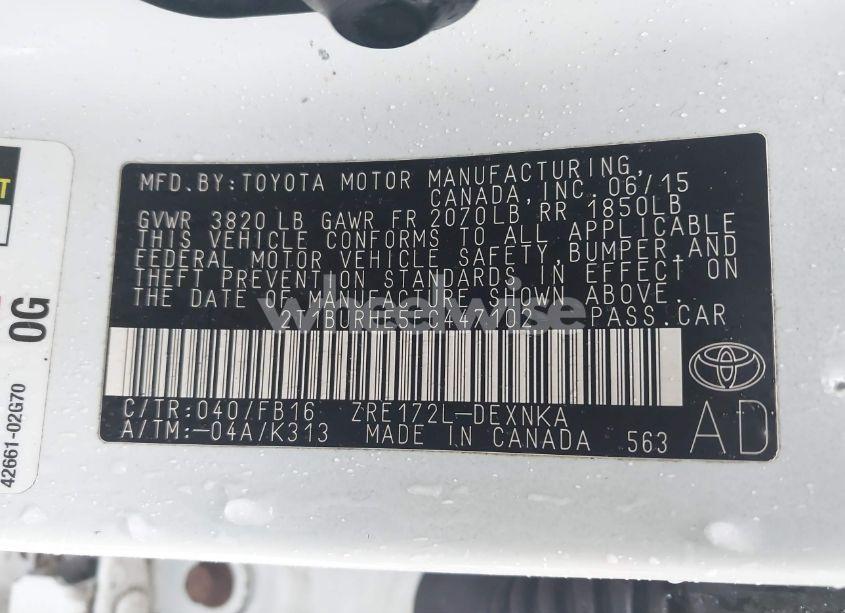 MFD.BY:TOYOTA MOTOR MANUFACTURING,
CANADA,INC. 06/15
GVWR 3820 LB GAWR FR 2070LB RR 1850LB
THIS VEHICLE CONFORMS TO ALL APPLICABLE
FEDERAL MOTOR VEHICLE SAFETY,BUMPER,AND
THEFT PREVENTION STANDARDS IN EFFECT ON
THE DATE OF MANUFACTURE SHOWN ABOVE.
PASS.CAR
wheelwise
C/TR:040/FB16 ZRE172L-DEXNKA
A/TM:-04A/K313 MADE IN CANADA 563
AD
42661-02G70
0G